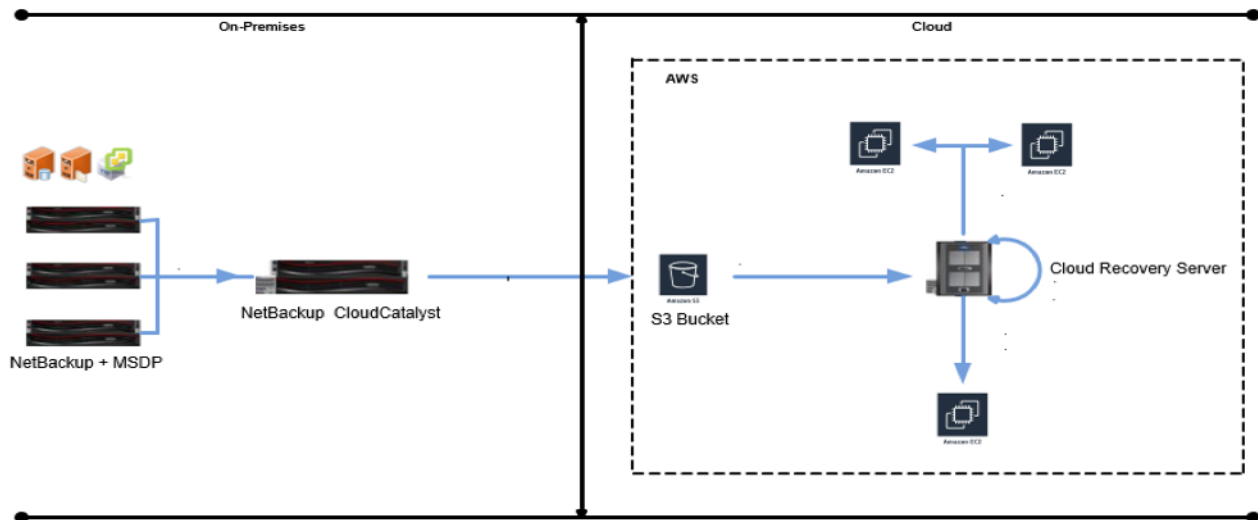 On-Premises
Cloud
AWS
Amazon EC2
Amazon EC2
Cloud Recovery Server
NetBackup CloudCatalyst
Amazon S3
S3 Bucket
NetBackup + MSDP
Amazon EC2